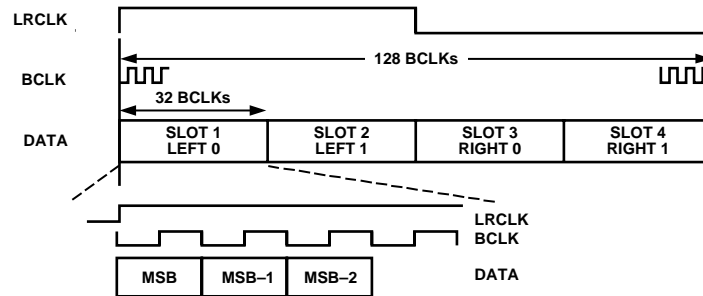 LRCLK
128 BCLKs
BCLK
32 BCLKs
DATA
SLOT 1
LEFT 0
SLOT 2
LEFT 1
SLOT 3
RIGHT 0
SLOT 4
RIGHT 1
LRCLK
BCLK
MSB
MSB–1
MSB–2
DATA